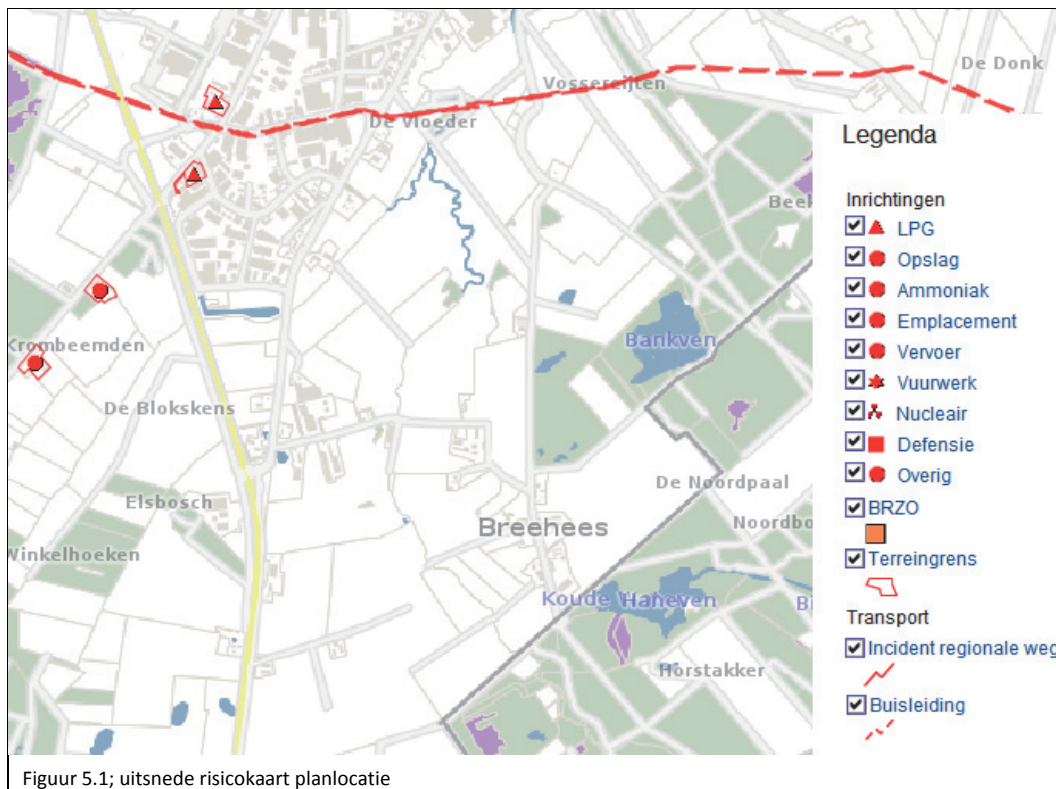 De Donk
Vossereijten
De Vloeder
Legenda
Inrichtingen
LPG
Beek
Opslag
Ammoniak
Emplacement
Bankven
Krombeemden
Vervoer
Vuurwerk
De Blokskens
Nucleair
Defensie
Overig
De Noordpaal
Elsbosch
BRZO
Breehees
Noordbo
Winkelhoeken
Terreingrens
Koude Haneven
Bi
Transport
Incident regionale weg
Horstakker
Buisleiding
Figuur 5.1; uitsnede risicokaart planlocatie